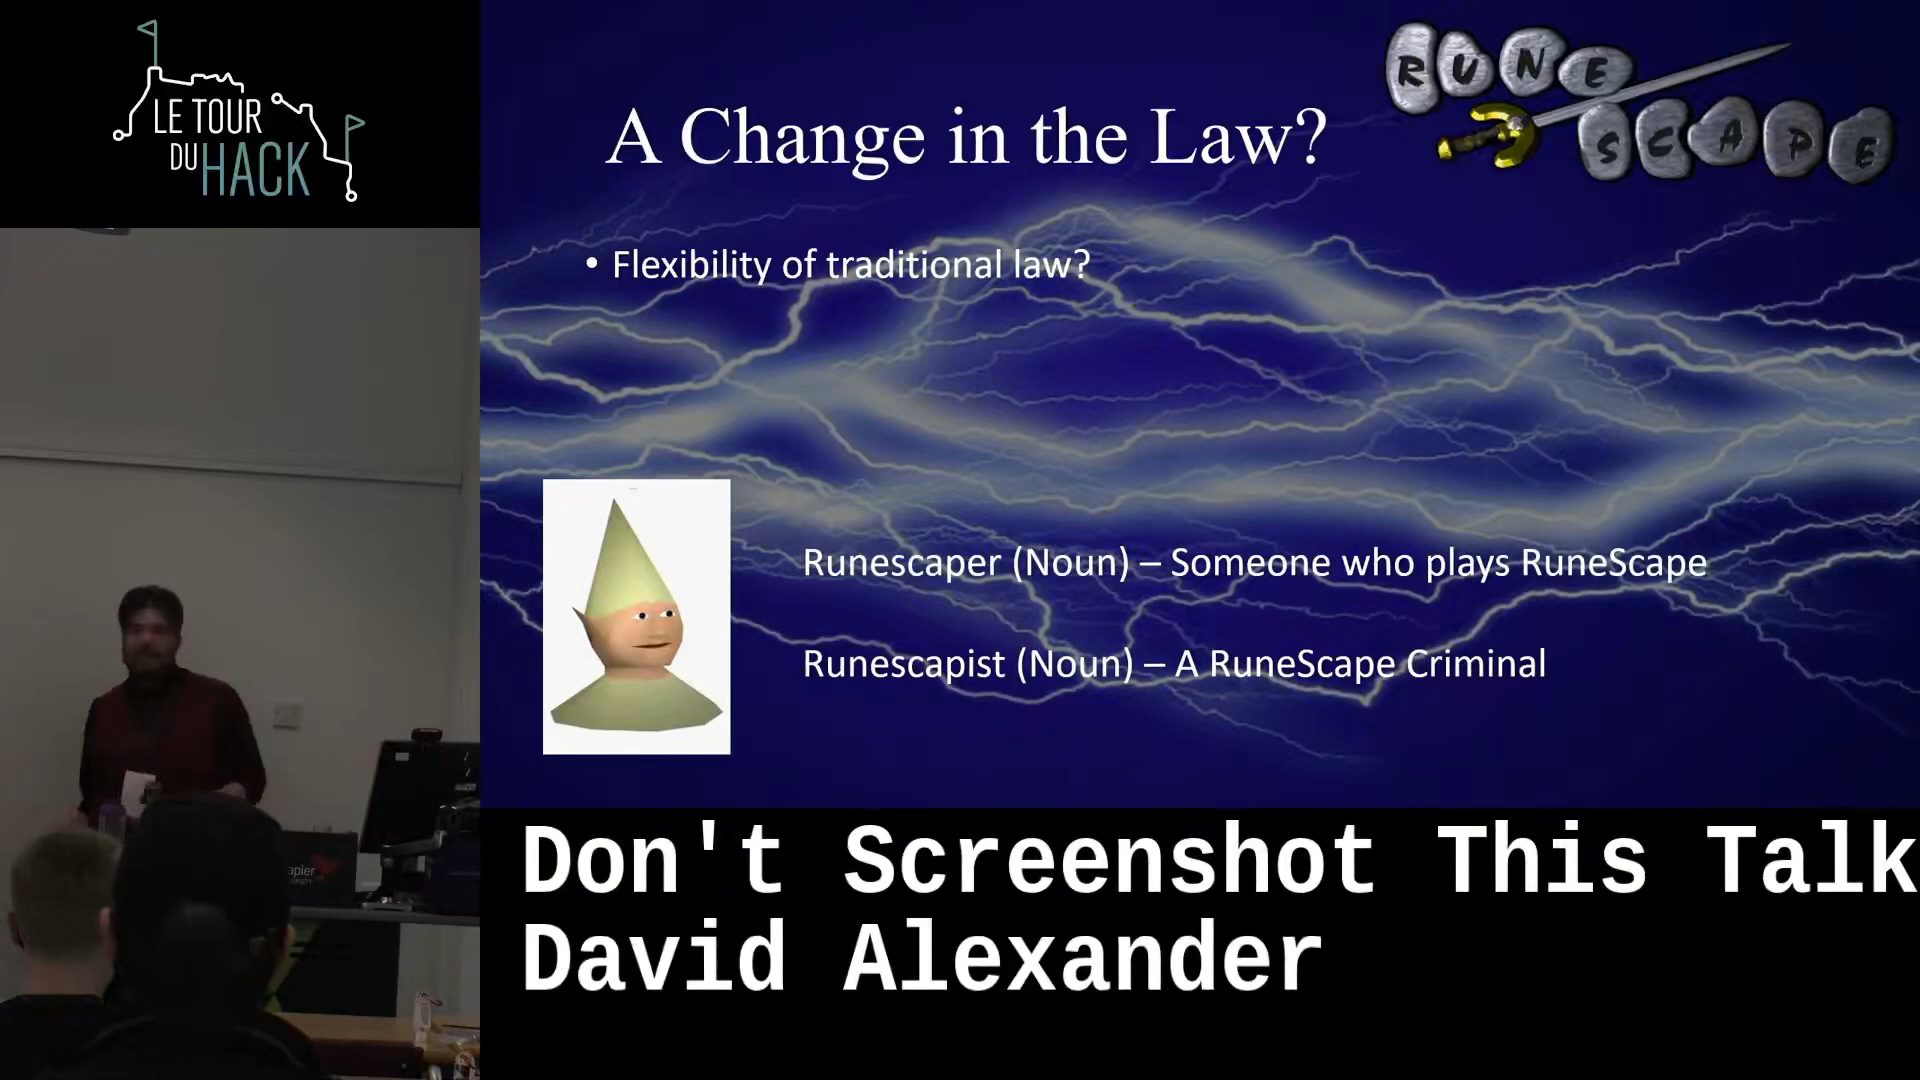 LE TOUR
DU HACK
RUNE
SCAPE
A Change in the Law?
• Flexibility of traditional law?
Runescaper (Noun) – Someone who plays RuneScape
Runescapist (Noun) – A RuneScape Criminal
apier
Don't Screenshot This Talk
David Alexander